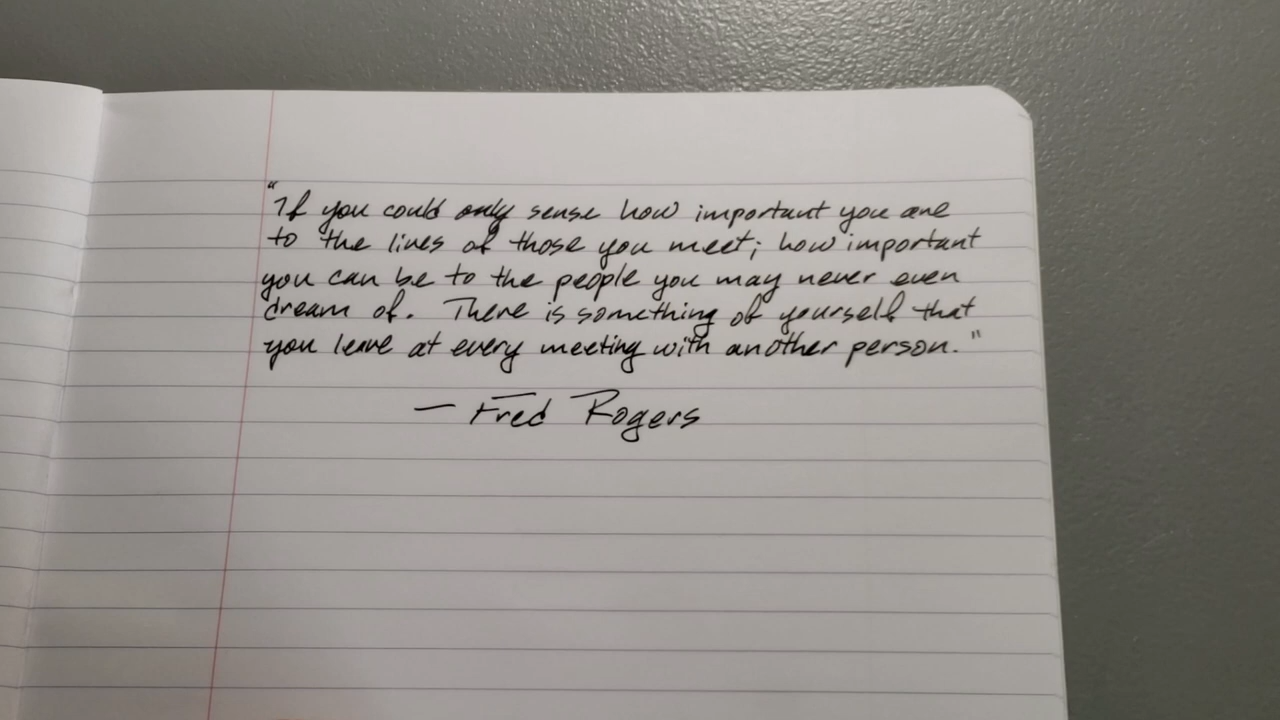 "If you could only sense how important you are
to the lives of those you meet; how important
you can be to the people you may never even
dream of. There is something of yourself that
you leave at every meeting with another person."
— Fred Rogers